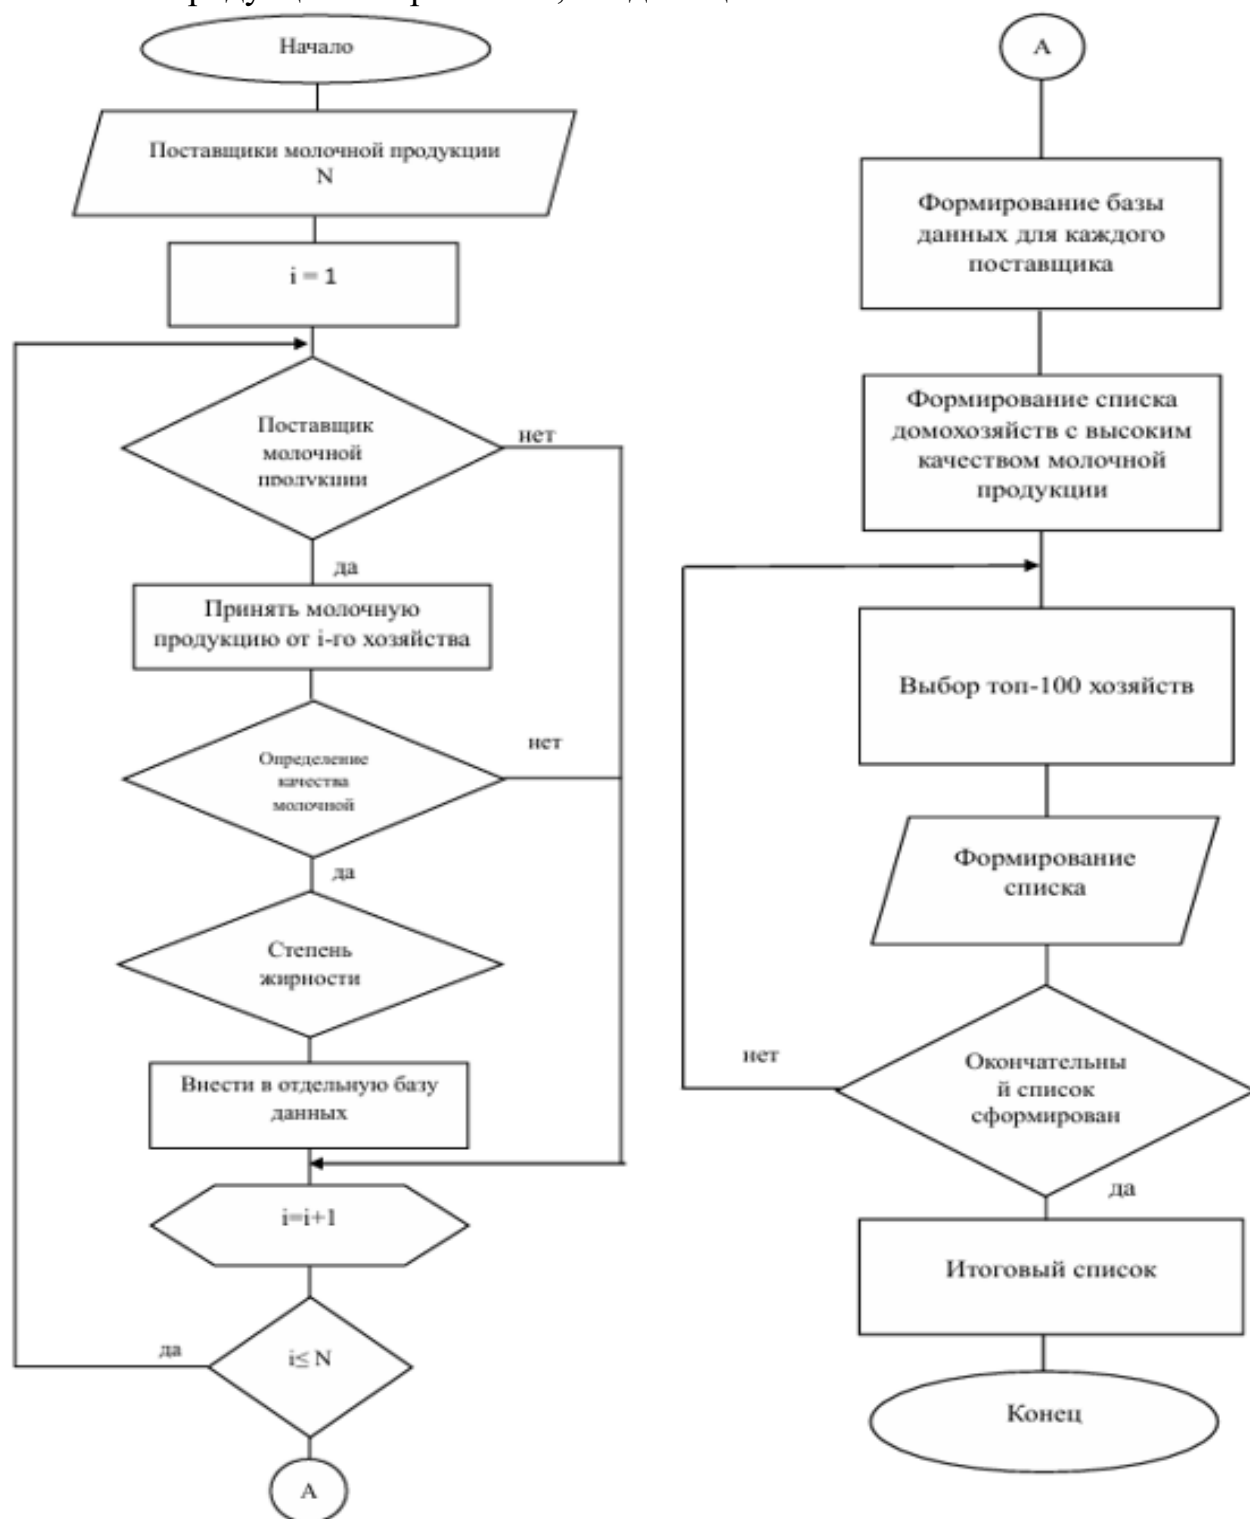 Начало
Поставщики молочной продукции
N
i = 1
Поставщик
молочной
продукции
нет
да
Принять молочную
продукцию от i-го хозяйства
Определение
качества
молочной
нет
да
Степень
жирности
Внести в отдельную базу
данных
i=i+1
i≤ N
да
А
А
Формирование базы
данных для каждого
поставщика
Формирование списка
домохозяйств с высоким
качеством молочной
продукции
Выбор топ-100 хозяйств
Формирование
списка
Окончательны
й список
сформирован
нет
да
Итоговый список
Конец